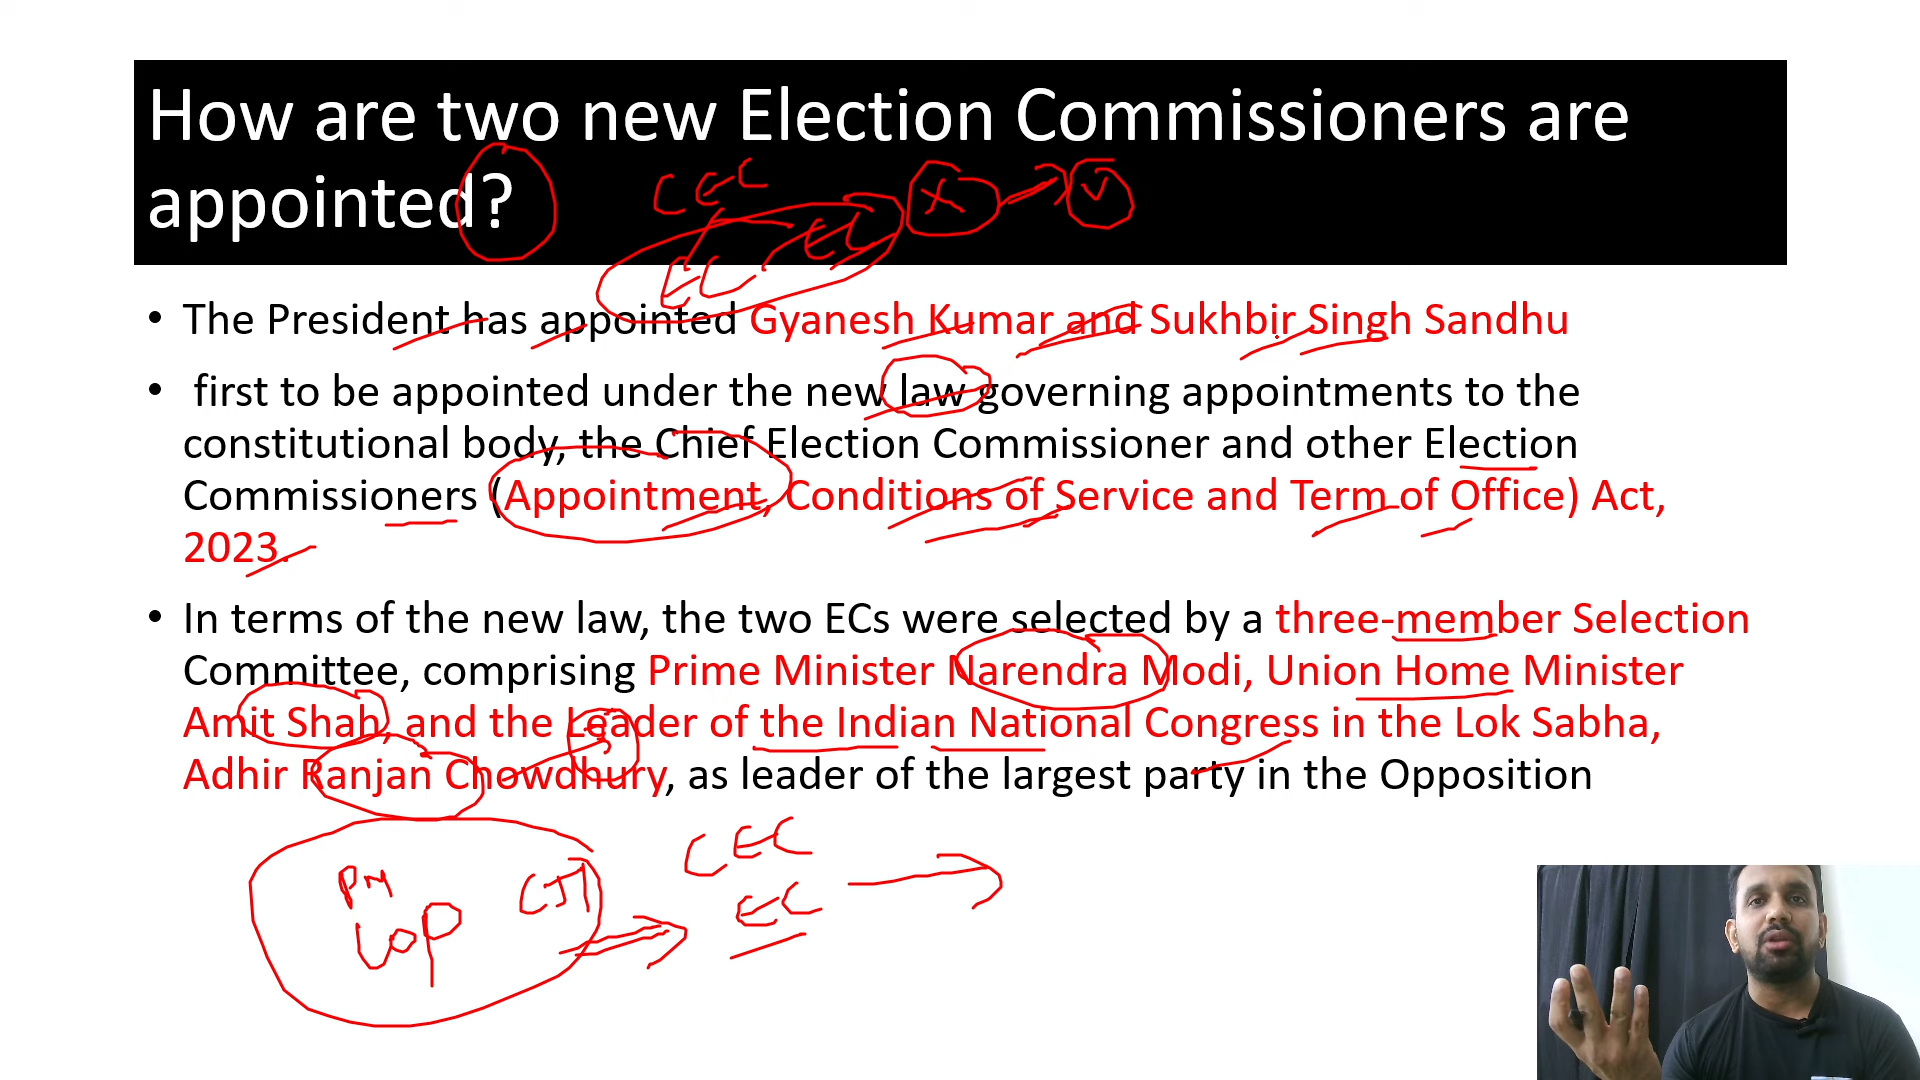 How are two new Election Commissioners are
appointed?
CEC
X
V
EC
EC
• The President has appointed Gyanesh Kumar and Sukhbir Singh Sandhu
• first to be appointed under the new law governing appointments to the
constitutional body, the Chief Election Commissioner and other Election
Commissioners (Appointment, Conditions of Service and Term of Office) Act,
2023.
• In terms of the new law, the two ECs were selected by a three-member Selection
Committee, comprising Prime Minister Narendra Modi, Union Home Minister
Amit Shah, and the Leader of the Indian National Congress in the Lok Sabha,
3
Adhir Ranjan Chowdhury, as leader of the largest party in the Opposition
CEC
PM
CJI
LOP
EC